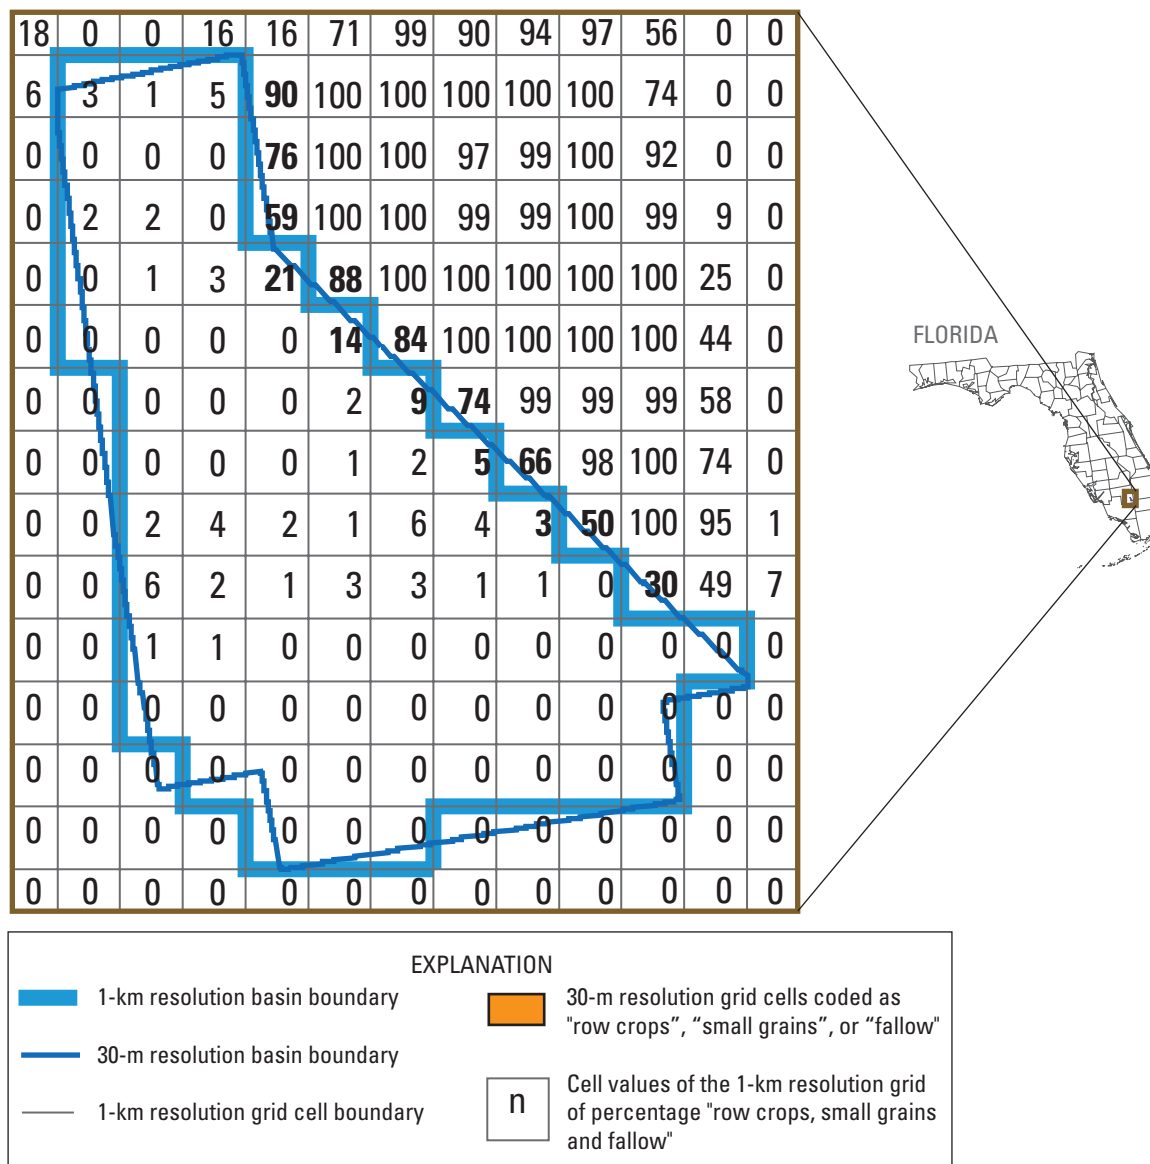 18 0 0 16 16 71 99 90 94 97 56 0 0
6 3 1 5 90 100 100 100 100 100 74 0 0
0 0 0 0 76 100 100 97 99 100 92 0 0
0 2 2 0 59 100 100 99 99 100 99 9 0
0 0 1 3 21 88 100 100 100 100 100 25 0
0 0 0 0 0 14 84 100 100 100 100 44 0
0 0 0 0 0 2 9 74 99 99 99 58 0
0 0 0 0 0 1 2 5 66 98 100 74 0
0 0 2 4 2 1 6 4 3 50 100 95 1
0 0 6 2 1 3 3 1 1 0 30 49 7
0 0 1 1 0 0 0 0 0 0 0 0 0
0 0 0 0 0 0 0 0 0 0 0 0 0
0 0 0 0 0 0 0 0 0 0 0 0 0
0 0 0 0 0 0 0 0 0 0 0 0 0
0 0 0 0 0 0 0 0 0 0 0 0 0
FLORIDA
EXPLANATION
1-km resolution basin boundary
30-m resolution basin boundary
1-km resolution grid cell boundary
30-m resolution grid cells coded as
"row crops", "small grains", or "fallow"
n
Cell values of the 1-km resolution grid
of percentage "row crops, small grains
and fallow"